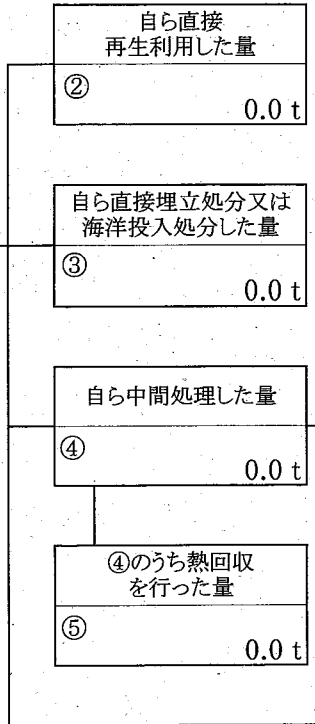 自ら直接
再生利用した量
②
0.0 t
自ら直接埋立処分又は
海洋投入処分した量
③
0.0 t
自ら中間処理した量
④
0.0 t
④のうち熱回収
を行った量
⑤
0.0 t